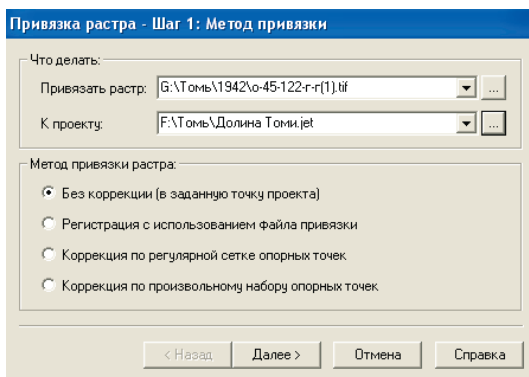 Привязка растра - Шаг 1: Метод привязки
Что делать:
Привязать растр: G:\Томь\1942\о-45-122-г-г(1).tif ...
К проекту: F:\Томь\Долина Томи.jet ...
Метод привязки растра:
Без коррекции (в заданную точку проекта)
Регистрация с использованием файла привязки
Коррекция по регулярной сетке опорных точек
Коррекция по произвольному набору опорных точек
< Назад Далее > Отмена Справка